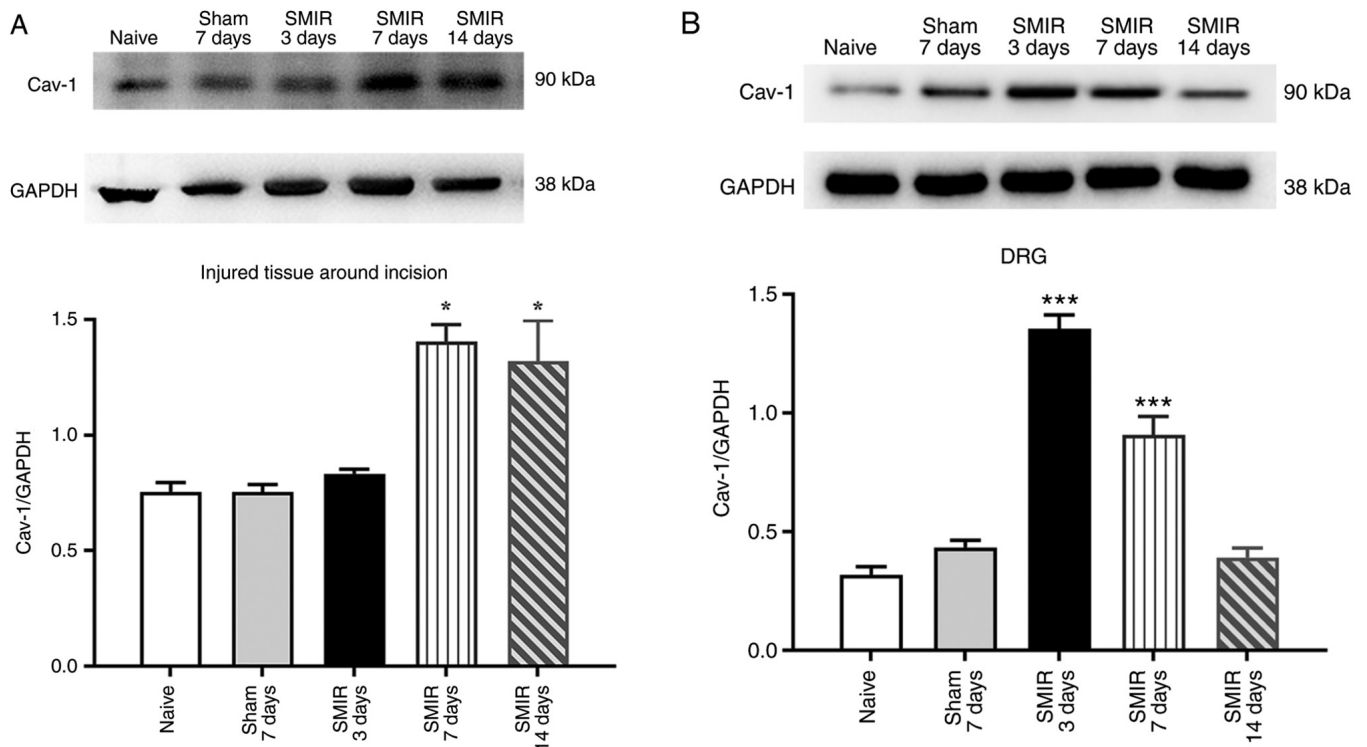 A
Naive
Sham
7 days
SMIR
3 days
SMIR
7 days
SMIR
14 days
Cav-1
90 kDa
GAPDH
38 kDa
Injured tissue around incision
Cav-1/GAPDH
1.5
1.0
0.5
0.0
*
*
Naive
Sham
7 days
SMIR
3 days
SMIR
7 days
SMIR
14 days
B
Naive
Sham
7 days
SMIR
3 days
SMIR
7 days
SMIR
14 days
Cav-1
90 kDa
GAPDH
38 kDa
DRG
Cav-1/GAPDH
1.5
1.0
0.5
0.0
***
***
Naive
Sham
7 days
SMIR
3 days
SMIR
7 days
SMIR
14 days